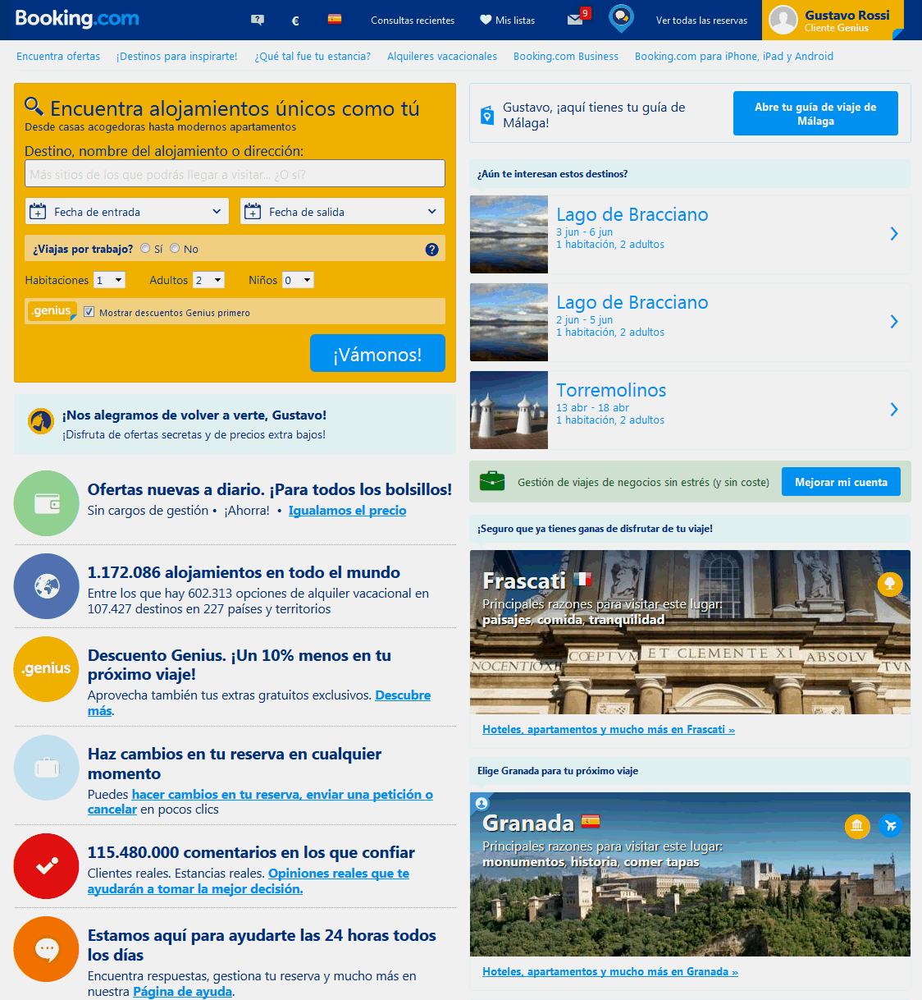 Booking.com
€
Consultas recientes
Mis listas
9
Ver todas las reservas
Gustavo Rossi
Cliente Genius
Encuentra ofertas
¡Destinos para inspirarte!
¿Qué tal fue tu estancia?
Alquileres vacacionales
Booking.com Business
Booking.com para iPhone, iPad y Android
Encuentra alojamientos únicos como tú
Desde casas acogedoras hasta modernos apartamentos
Destino, nombre del alojamiento o dirección:
Más sitios de los que podrás llegar a visitar... ¿O sí?
Fecha de entrada
Fecha de salida
¿Viajas por trabajo? Sí No
Habitaciones 1 Adultos 2 Niños 0
.genius Mostrar descuentos Genius primero
¡Vámonos!
¡Nos alegramos de volver a verte, Gustavo!
¡Disfruta de ofertas secretas y de precios extra bajos!
Ofertas nuevas a diario. ¡Para todos los bolsillos!
Sin cargos de gestión • ¡Ahorra! • Igualamos el precio
1.172.086 alojamientos en todo el mundo
Entre los que hay 602.313 opciones de alquiler vacacional en
107.427 destinos en 227 países y territorios
.genius
Descuento Genius. ¡Un 10% menos en tu
próximo viaje!
Aprovecha también tus extras gratuitos exclusivos. Descubre
más.
Haz cambios en tu reserva en cualquier
momento
Puedes hacer cambios en tu reserva, enviar una petición o
cancelar en pocos clics
115.480.000 comentarios en los que confiar
Clientes reales. Estancias reales. Opiniones reales que te
ayudarán a tomar la mejor decisión.
Estamos aquí para ayudarte las 24 horas todos
los días
Encuentra respuestas, gestiona tu reserva y mucho más en
nuestra Página de ayuda.
Gustavo, ¡aquí tienes tu guía de
Málaga!
Abre tu guía de viaje de
Málaga
¿Aún te interesan estos destinos?
Lago de Bracciano
3 jun - 6 jun
1 habitación, 2 adultos
Lago de Bracciano
2 jun - 5 jun
1 habitación, 2 adultos
Torremolinos
13 abr - 18 abr
1 habitación, 2 adultos
Gestión de viajes de negocios sin estrés (y sin coste)
Mejorar mi cuenta
¡Seguro que ya tienes ganas de disfrutar de tu viaje!
Frascati
Principales razones para visitar este lugar:
paisajes, comida, tranquilidad
NOCENTIO XI COEPTVM ET CLEMENTE XI ABSOLV TVM
Hoteles, apartamentos y mucho más en Frascati »
Elige Granada para tu próximo viaje
Granada
Principales razones para visitar este lugar:
monumentos, historia, comer tapas
Hoteles, apartamentos y mucho más en Granada »